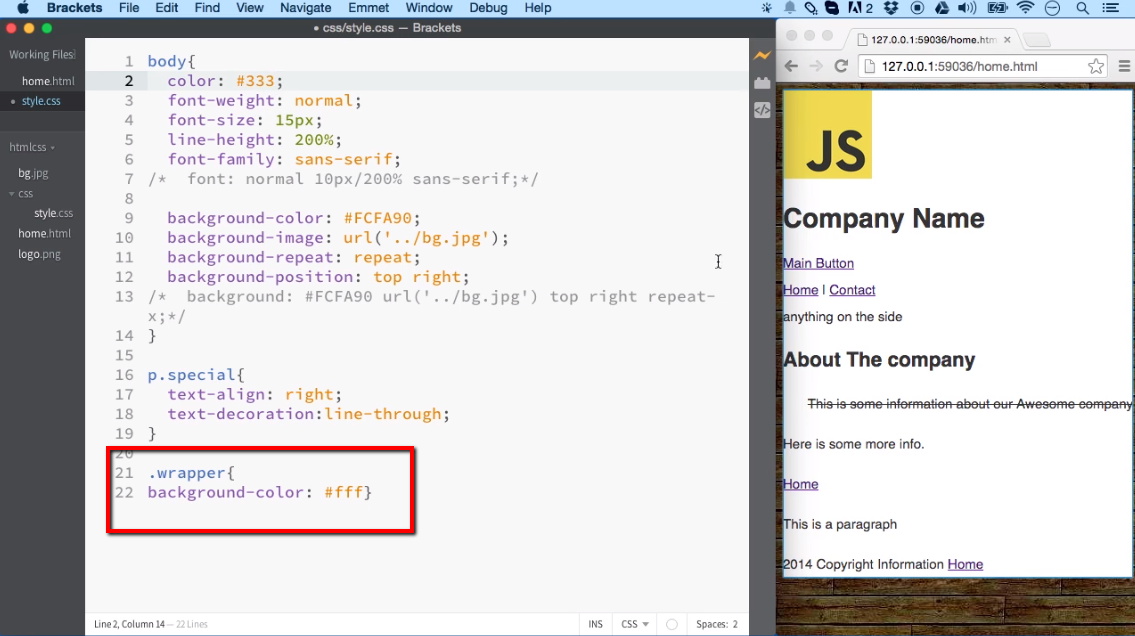 Brackets File Edit Find View Navigate Emmet Window Debug Help 2
• css/style.css — Brackets
Working Files
home.html
• style.css
htmlcss
bg.jpg
css
style.css
home.html
logo.png
1 body{
2 color: #333;
3 font-weight: normal;
4 font-size: 15px;
5 line-height: 200%;
6 font-family: sans-serif;
7 /* font: normal 10px/200% sans-serif;*/
8
9 background-color: #FCFA90;
10 background-image: url('../bg.jpg');
11 background-repeat: repeat;
12 background-position: top right;
13 /* background: #FCFA90 url('../bg.jpg') top right repeat-
x;*/
14 }
15
16 p.special{
17 text-align: right;
18 text-decoration:line-through;
19 }
20
21 .wrapper{
22 background-color: #fff}
Line 2, Column 14 — 22 Lines
INS CSS Spaces: 2
127.0.0.1:59036/home.htm
127.0.0.1:59036/home.html
JS
Company Name
Main Button
Home | Contact
anything on the side
About The company
This is some information about our Awesome company
Here is some more info.
Home
This is a paragraph
2014 Copyright Information Home